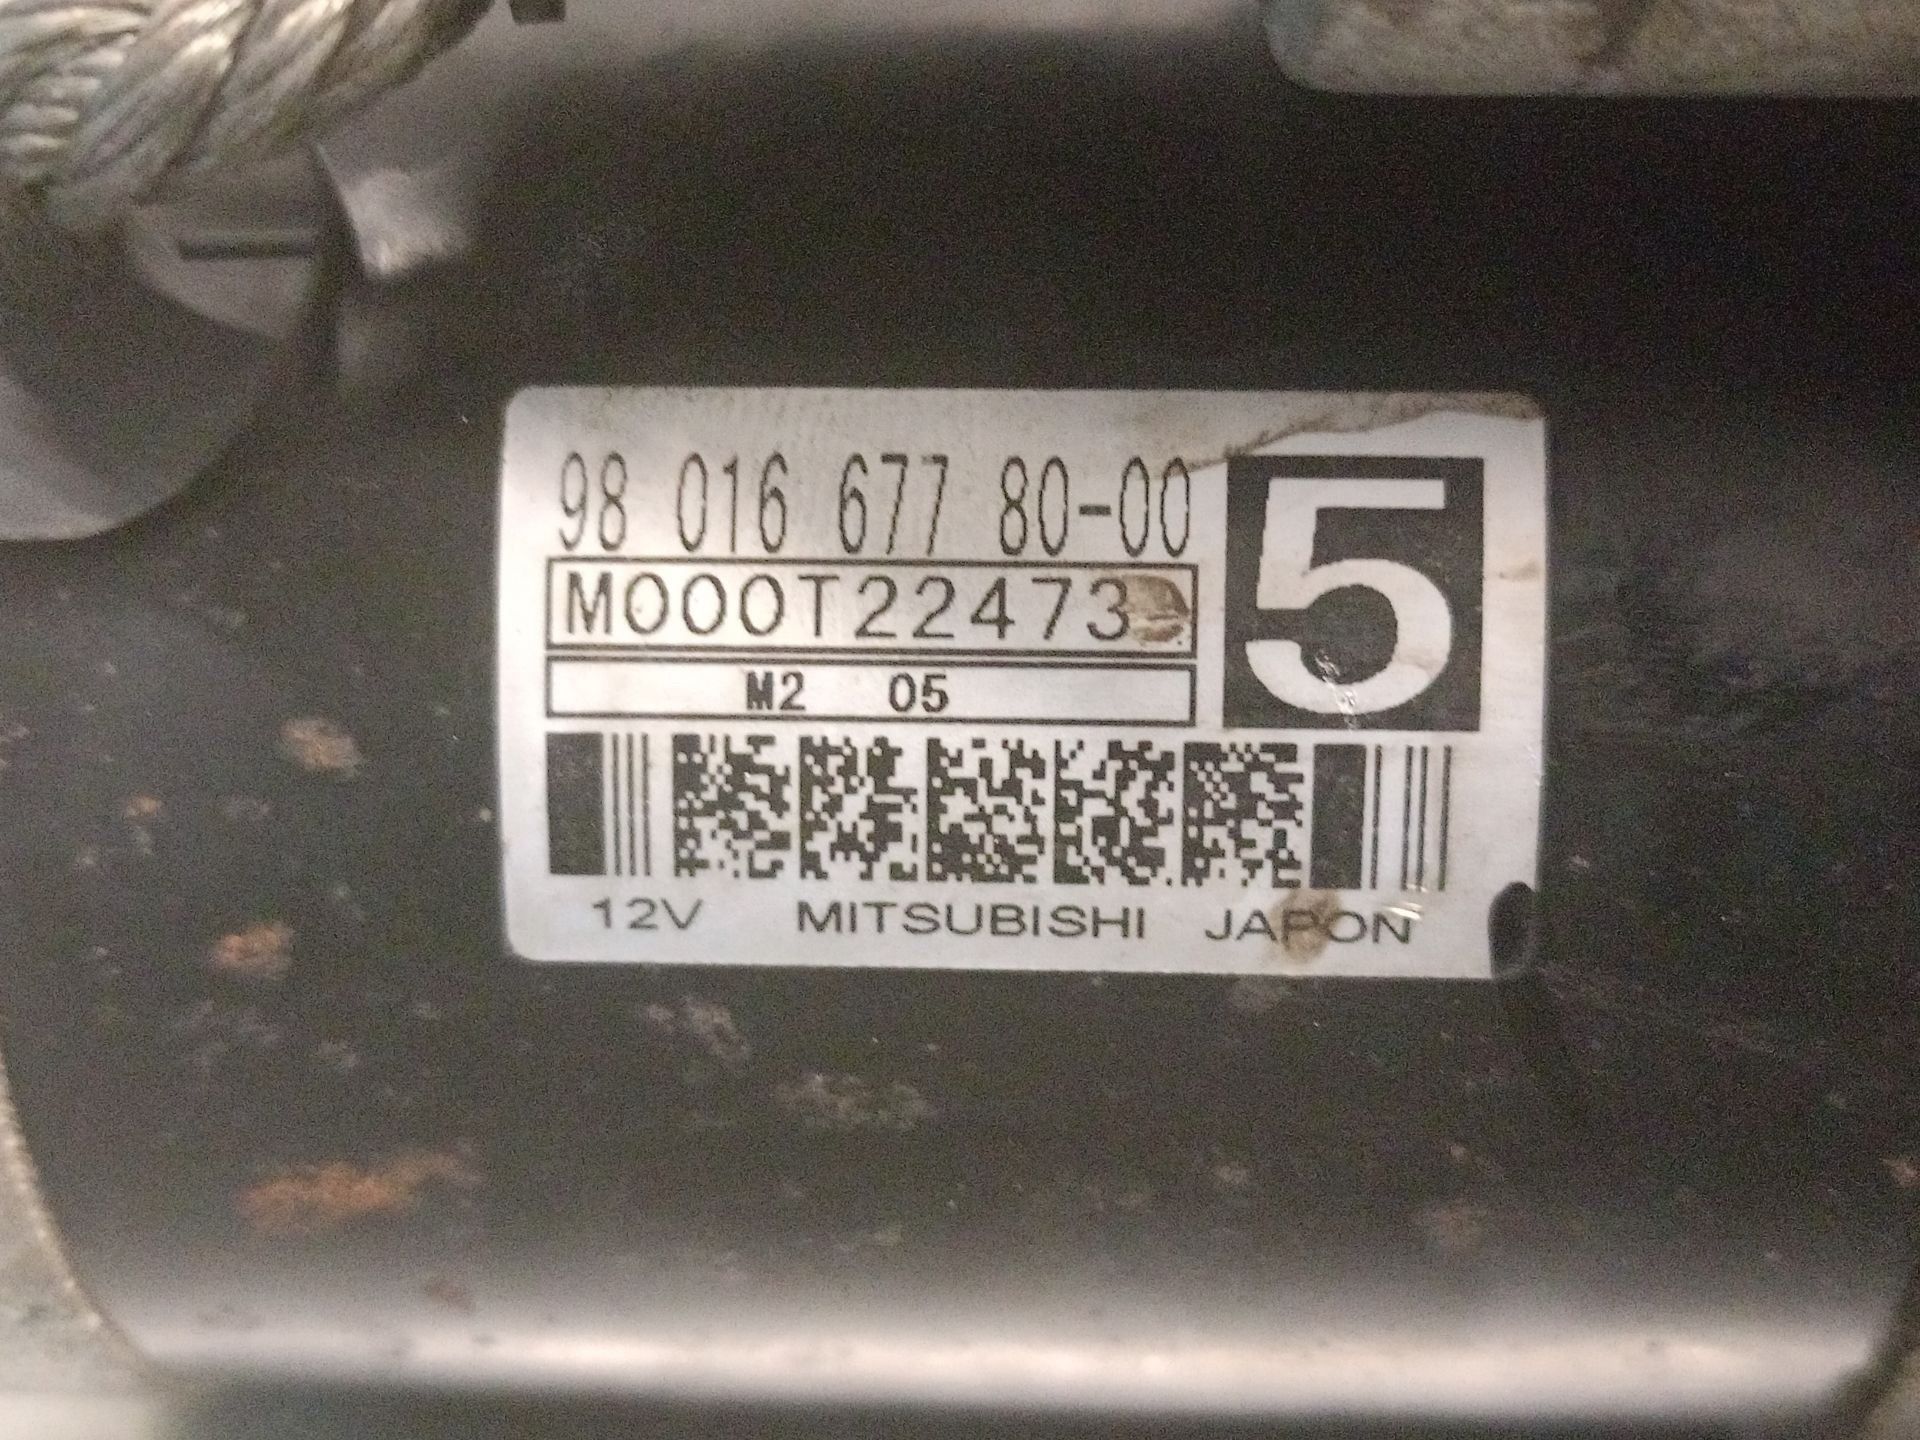 98 016 677 80-00
5
M000T22473
M2 05
12V MITSUBISHI JAPON